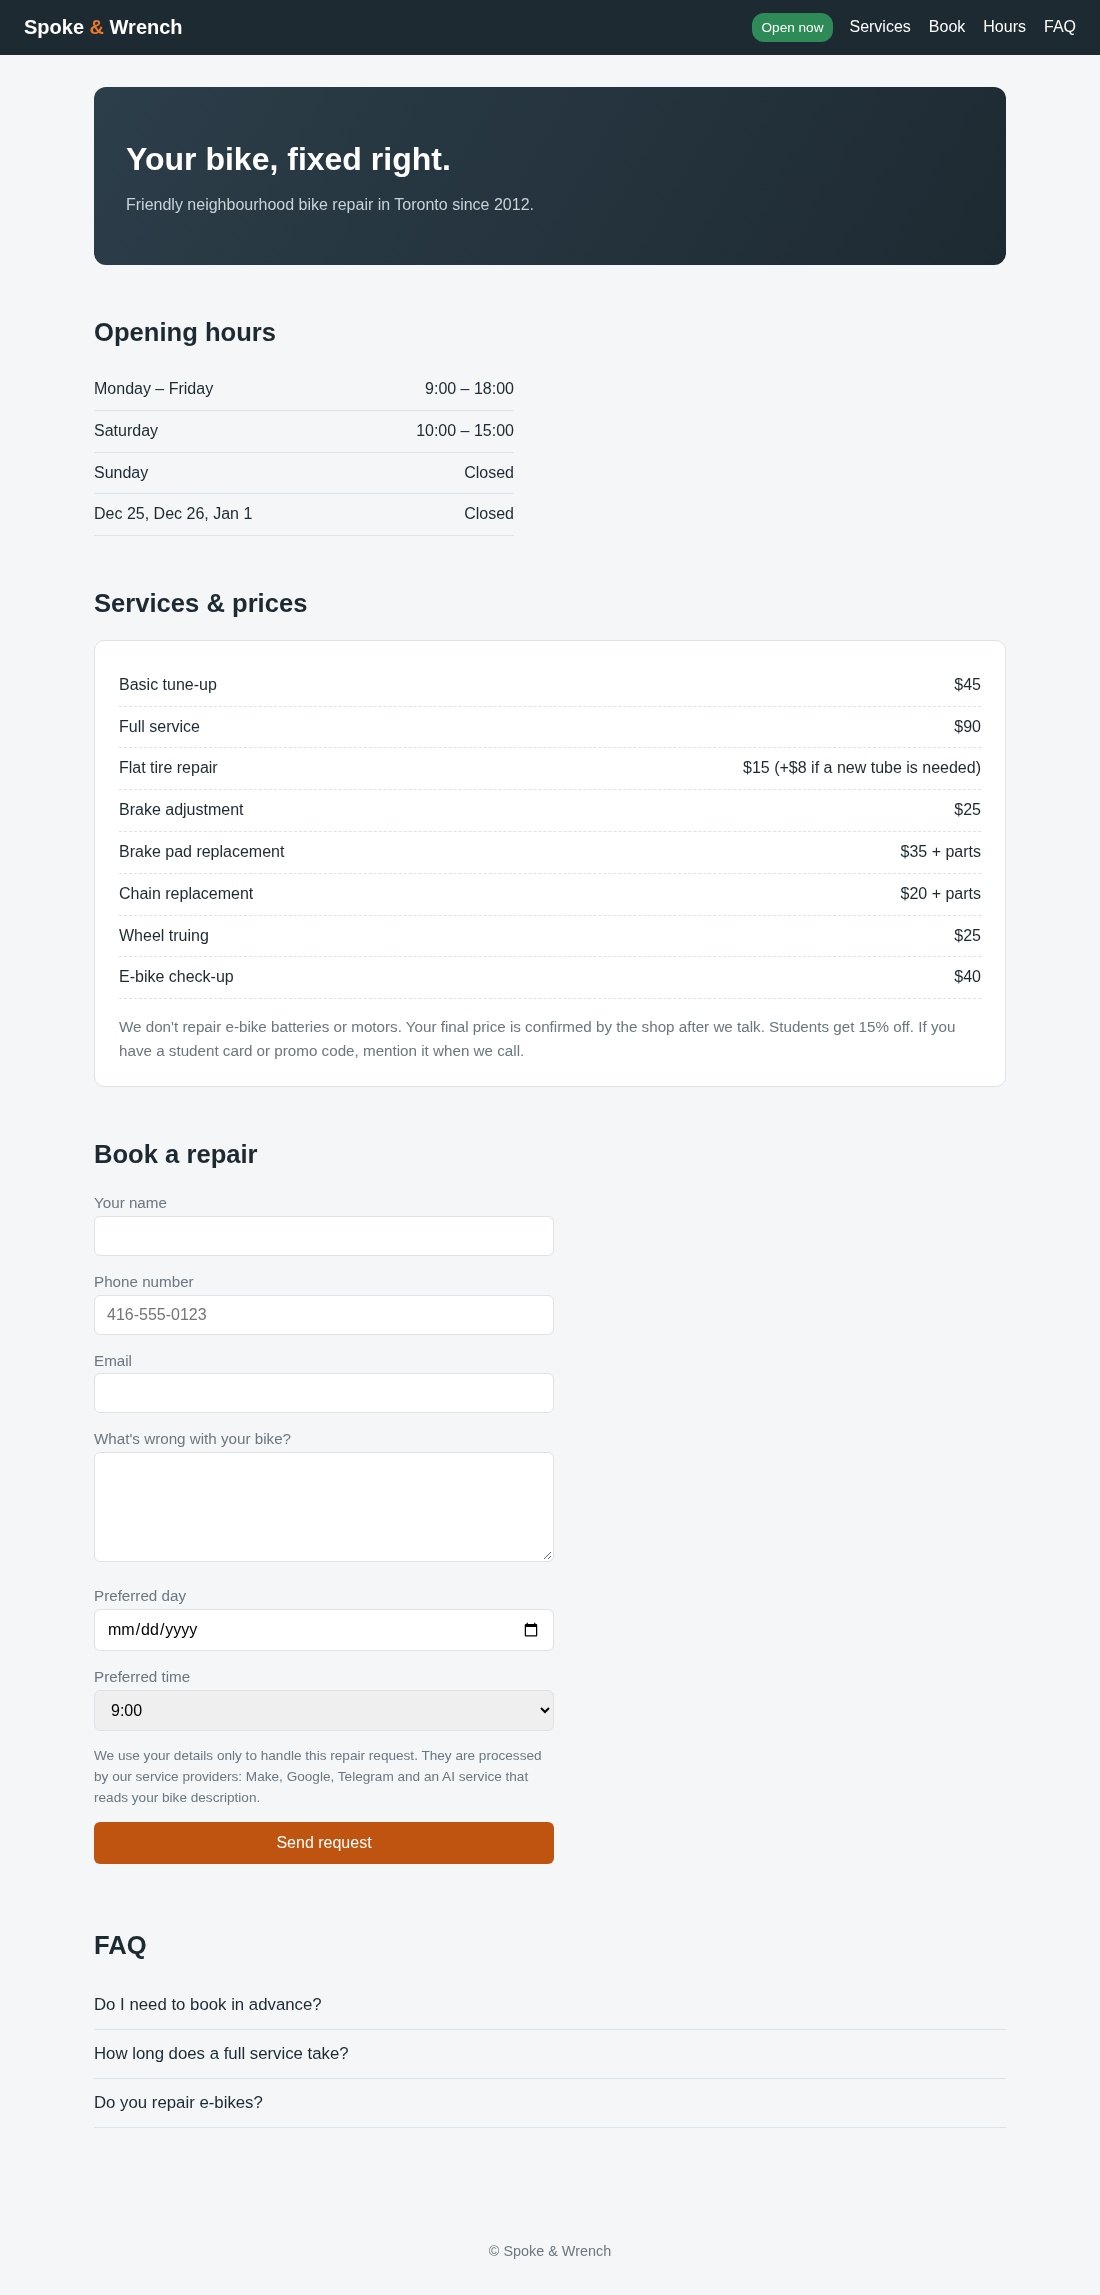 Spoke & Wrench
Open now Services Book Hours FAQ
Your bike, fixed right.
Friendly neighbourhood bike repair in Toronto since 2012.
Opening hours
Monday – Friday 9:00 – 18:00
Saturday 10:00 – 15:00
Sunday Closed
Dec 25, Dec 26, Jan 1 Closed
Services & prices
Basic tune-up $45
Full service $90
Flat tire repair $15 (+$8 if a new tube is needed)
Brake adjustment $25
Brake pad replacement $35 + parts
Chain replacement $20 + parts
Wheel truing $25
E-bike check-up $40
We don't repair e-bike batteries or motors. Your final price is confirmed by the shop after we talk. Students get 15% off. If you
have a student card or promo code, mention it when we call.
Book a repair
Your name
Phone number
416-555-0123
Email
What's wrong with your bike?
Preferred day
mm/dd/yyyy
Preferred time
9:00
We use your details only to handle this repair request. They are processed
by our service providers: Make, Google, Telegram and an AI service that
reads your bike description.
Send request
FAQ
Do I need to book in advance?
How long does a full service take?
Do you repair e-bikes?
© Spoke & Wrench